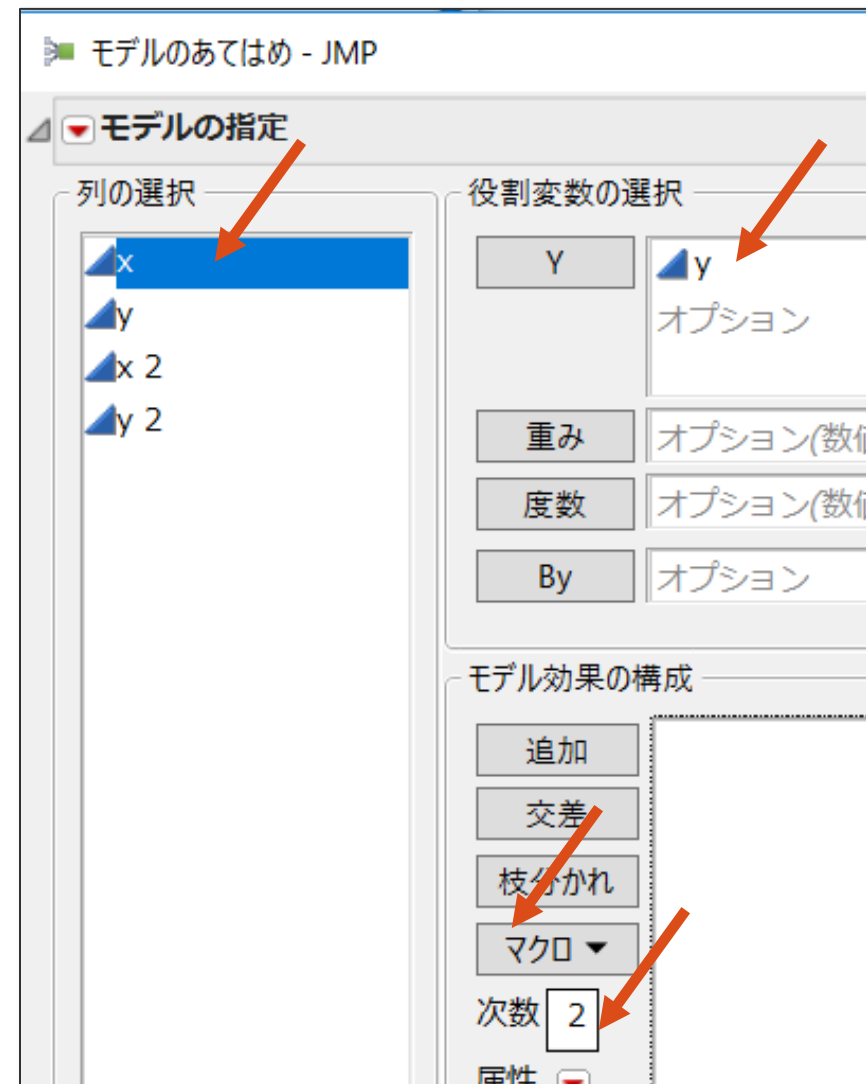 モデルのあてはめ - JMP
モデルの指定
列の選択
x
y
x 2
y 2
役割変数の選択
Y
y
オプション
重み
オプション(数値
度数
オプション(数値
By
オプション
モデル効果の構成
追加
交差
枝分かれ
マクロ
次数 2
属性